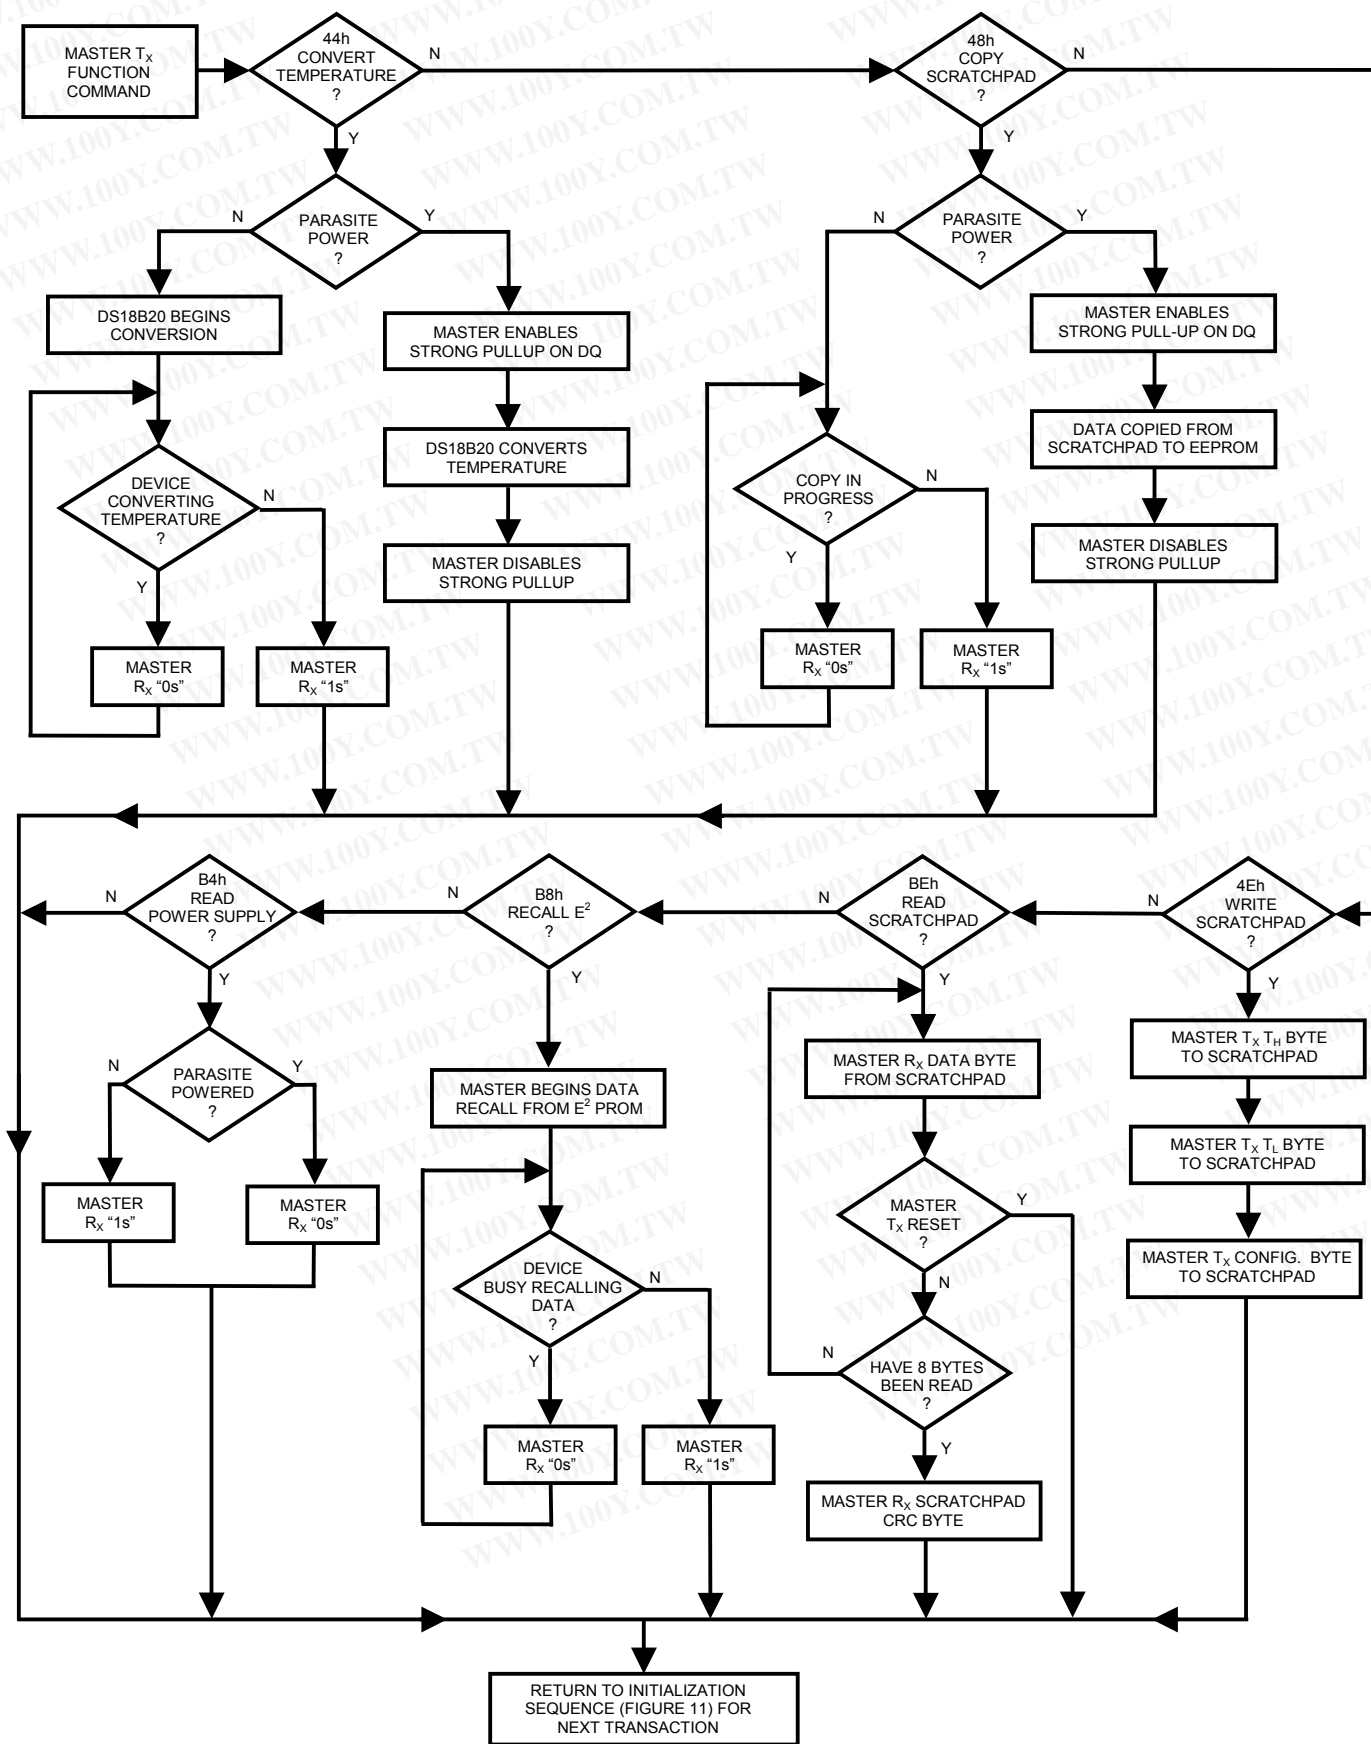 MASTER TX
FUNCTION
COMMAND
44h
CONVERT
TEMPERATURE
?
N
Y
48h
COPY
SCRATCHPAD
?
N
Y
PARASITE
POWER
?
N
Y
PARASITE
POWER
?
N
Y
DS18B20 BEGINS
CONVERSION
MASTER ENABLES
STRONG PULLUP ON DQ
MASTER ENABLES
STRONG PULL-UP ON DQ
DEVICE
CONVERTING
TEMPERATURE
?
N
Y
DS18B20 CONVERTS
TEMPERATURE
COPY IN
PROGRESS
?
N
Y
DATA COPIED FROM
SCRATCHPAD TO EEPROM
MASTER DISABLES
STRONG PULLUP
MASTER DISABLES
STRONG PULLUP
MASTER
RX “0s”
MASTER
RX “1s”
MASTER
RX “0s”
MASTER
RX “1s”
B4h
READ
POWER SUPPLY
?
N
Y
B8h
RECALL E2
?
N
Y
BEh
READ
SCRATCHPAD
?
N
Y
4Eh
WRITE
SCRATCHPAD
?
N
Y
PARASITE
POWERED
?
N
Y
MASTER BEGINS DATA
RECALL FROM E2 PROM
MASTER RX DATA BYTE
FROM SCRATCHPAD
MASTER TX TH BYTE
TO SCRATCHPAD
MASTER
RX “1s”
MASTER
RX “0s”
DEVICE
BUSY RECALLING
DATA
?
N
Y
MASTER
TX RESET
?
Y
N
MASTER TX TL BYTE
TO SCRATCHPAD
MASTER TX CONFIG. BYTE
TO SCRATCHPAD
HAVE 8 BYTES
BEEN READ
?
N
Y
MASTER
RX “0s”
MASTER
RX “1s”
MASTER RX SCRATCHPAD
CRC BYTE
RETURN TO INITIALIZATION
SEQUENCE (FIGURE 11) FOR
NEXT TRANSACTION
WWW.100Y.COM.TW